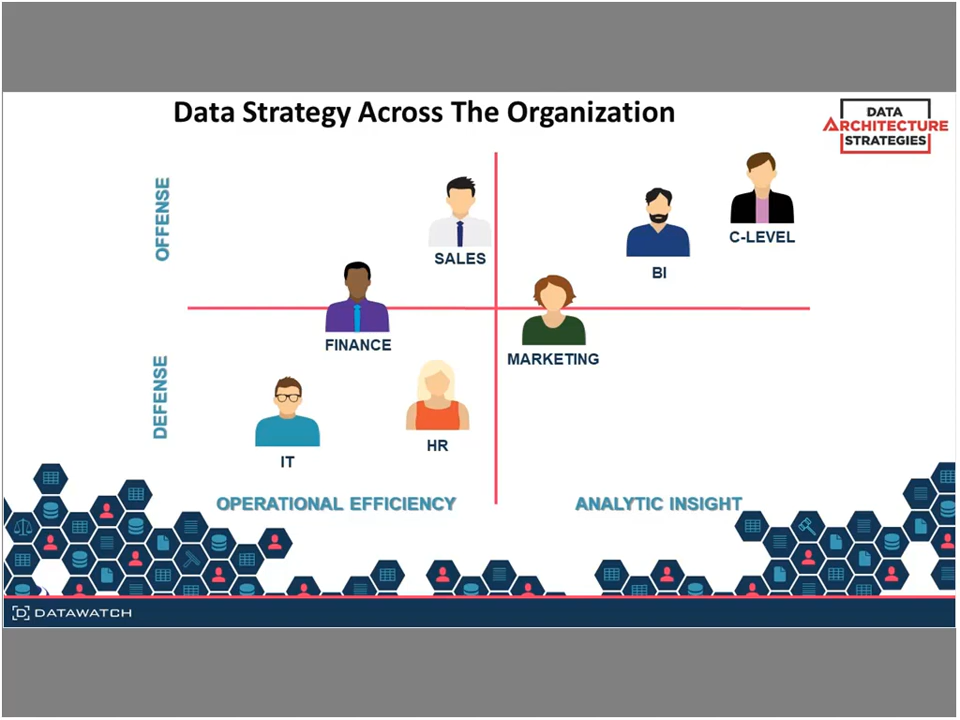 Data Strategy Across The Organization
DATA
ARCHITECTURE
STRATEGIES
OFFENSE
SALES
BI
C-LEVEL
FINANCE
MARKETING
DEFENSE
IT
HR
OPERATIONAL EFFICIENCY
ANALYTIC INSIGHT
[D] DATAWATCH